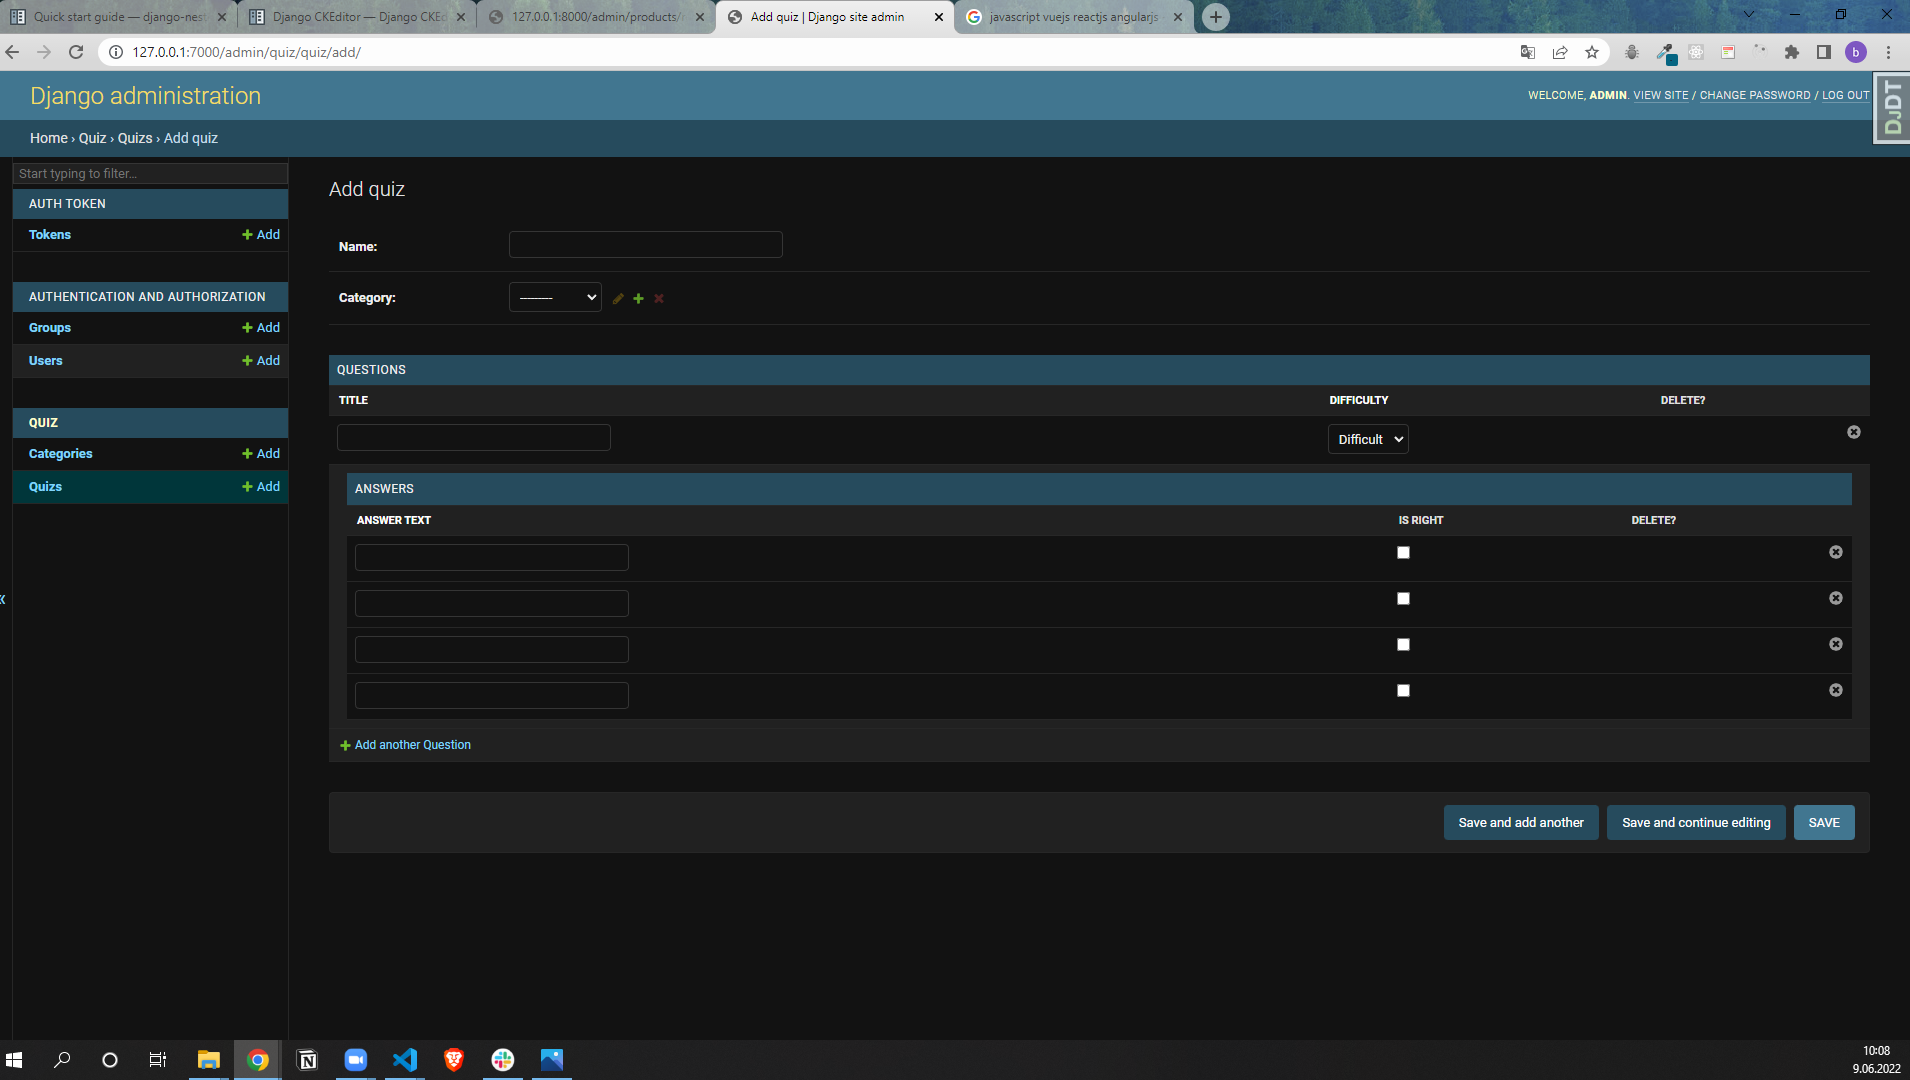 Quick start guide — django-nest
Django CKEditor — Django CKEd
127.0.0.1:8000/admin/products/
Add quiz | Django site admin
javascript vuejs reactjs angularjs
127.0.0.1:7000/admin/quiz/quiz/add/
b
Django administration
WELCOME, ADMIN. VIEW SITE / CHANGE PASSWORD / LOG OUT
DJDT
Home › Quiz › Quizs › Add quiz
Start typing to filter...
AUTH TOKEN
Tokens
Add
AUTHENTICATION AND AUTHORIZATION
Groups
Add
Users
Add
QUIZ
Categories
Add
Quizs
Add
«
Add quiz
Name:
Category:
---------
QUESTIONS
TITLE DIFFICULTY DELETE?
Difficult
ANSWERS
ANSWER TEXT IS RIGHT DELETE?
Add another Question
Save and add another
Save and continue editing
SAVE
10:08
9.06.2022